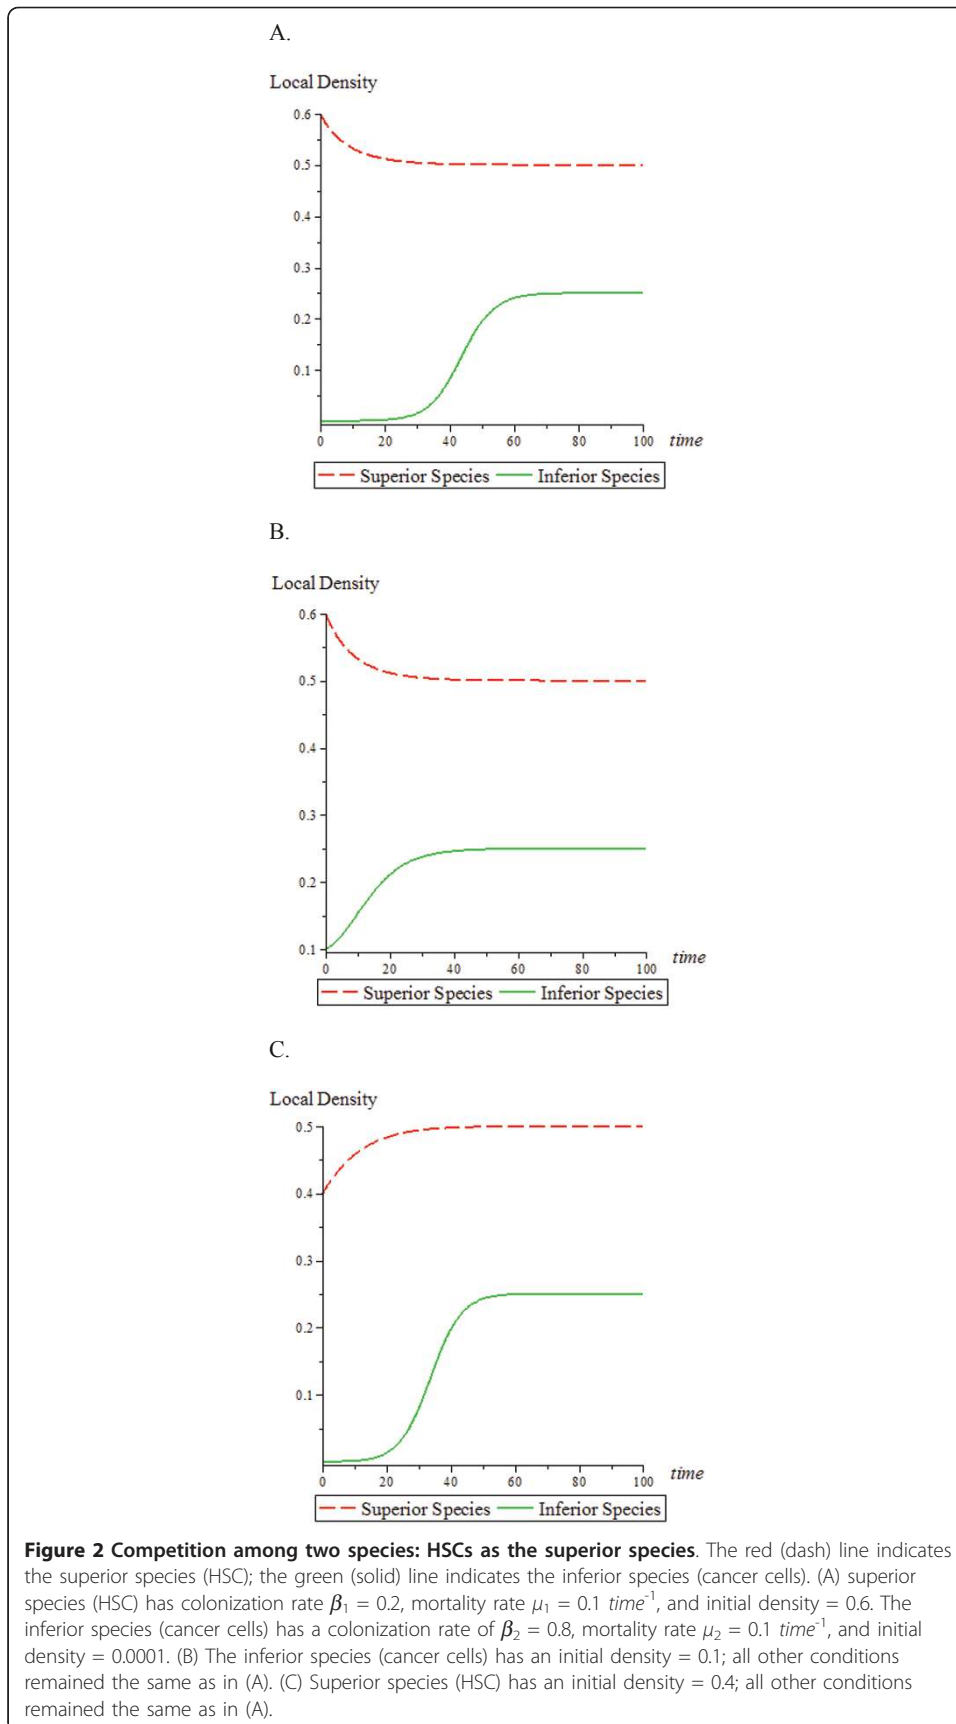 A.
Local Density
0.6
0.5
0.4
0.3
0.2
0.1
0 20 40 60 80 100 time
Superior Species Inferior Species
B.
Local Density
0.6
0.5
0.4
0.3
0.2
0.1
0 20 40 60 80 100 time
Superior Species Inferior Species
C.
Local Density
0.5
0.4
0.3
0.2
0.1
0 20 40 60 80 100 time
Superior Species Inferior Species
Figure 2 Competition among two species: HSCs as the superior species. The red (dash) line indicates
the superior species (HSC); the green (solid) line indicates the inferior species (cancer cells). (A) superior
species (HSC) has colonization rate β₁ = 0.2, mortality rate μ₁ = 0.1 time⁻¹, and initial density = 0.6. The
inferior species (cancer cells) has a colonization rate of β₂ = 0.8, mortality rate μ₂ = 0.1 time⁻¹, and initial
density = 0.0001. (B) The inferior species (cancer cells) has an initial density = 0.1; all other conditions
remained the same as in (A). (C) Superior species (HSC) has an initial density = 0.4; all other conditions
remained the same as in (A).